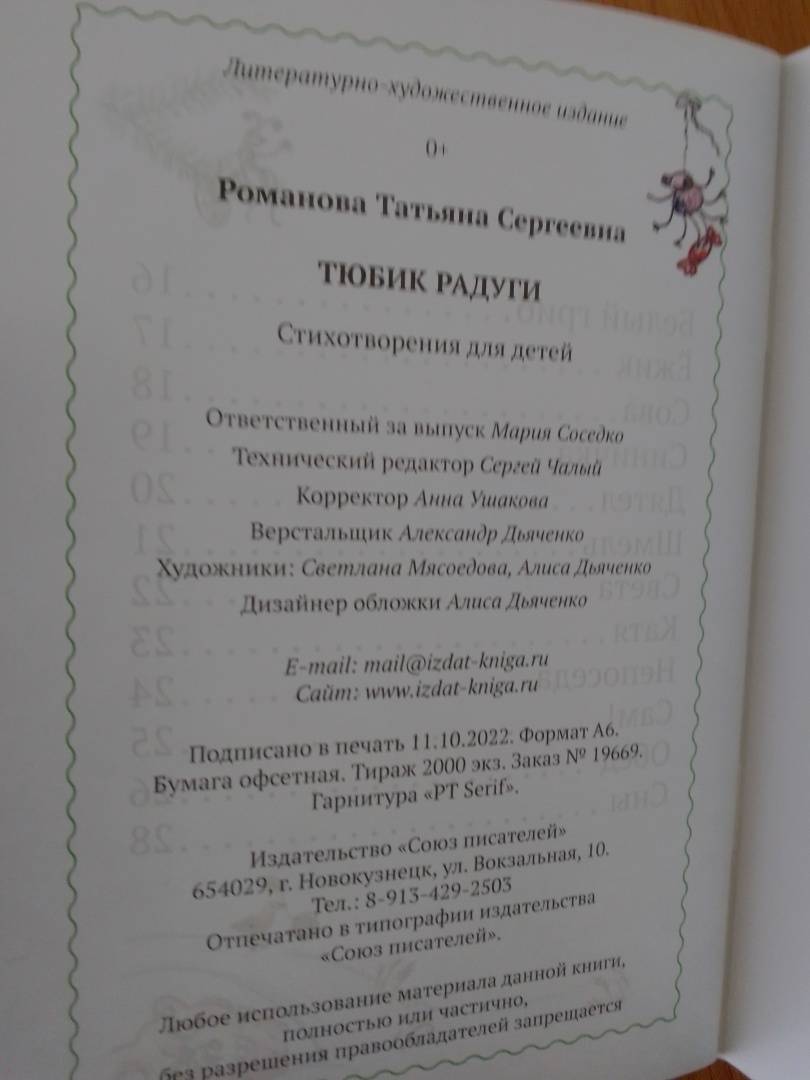 Литературно-художественное издание
0+
Романова Татьяна Сергеевна
ТЮБИК РАДУГИ
Стихотворения для детей
Ответственный за выпуск Мария Соседко
Технический редактор Сергей Чалый
Корректор Анна Ушакова
Верстальщик Александр Дьяченко
Художники: Светлана Мясоедова, Алиса Дьяченко
Дизайнер обложки Алиса Дьяченко
E-mail: mail@izdat-kniga.ru
Сайт: www.izdat-kniga.ru
Подписано в печать 11.10.2022. Формат А6.
Бумага офсетная. Тираж 2000 экз. Заказ № 19669.
Гарнитура «PT Serif».
Издательство «Союз писателей»
654029, г. Новокузнецк, ул. Вокзальная, 10.
Тел.: 8-913-429-2503
Отпечатано в типографии издательства
«Союз писателей».
Любое использование материала данной книги,
полностью или частично,
без разрешения правообладателей запрещается